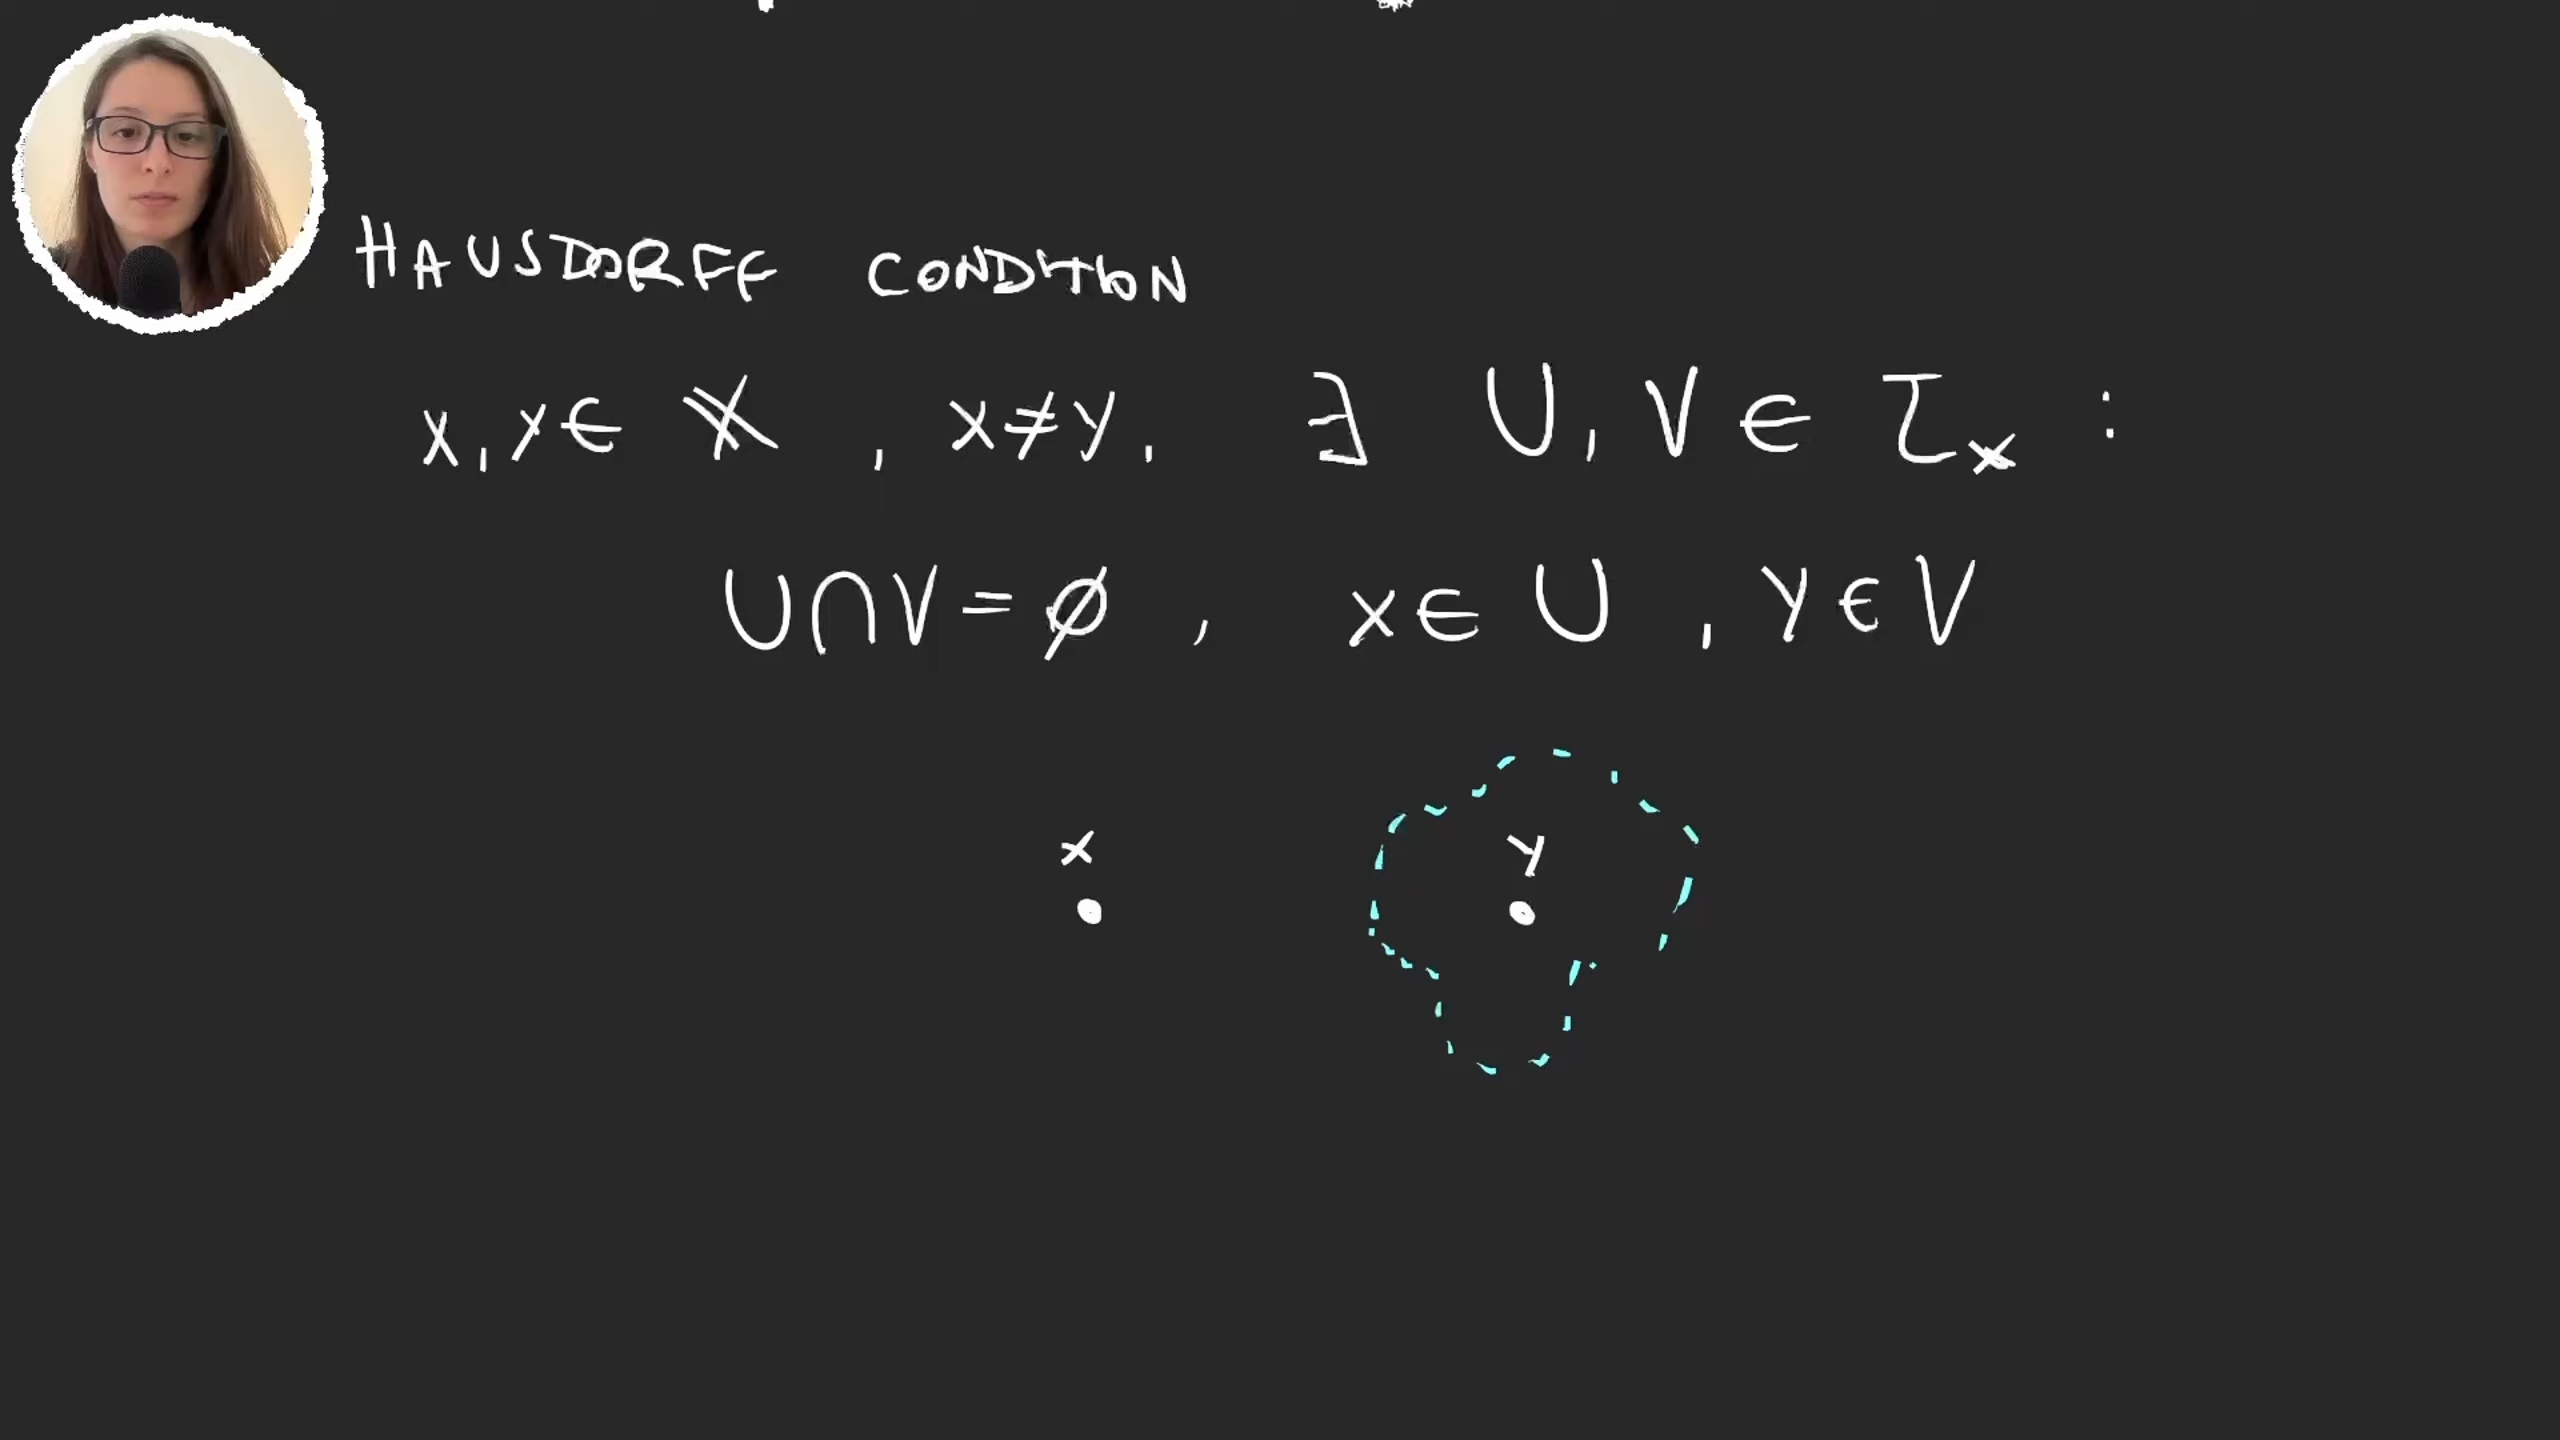 HAUSDORFF CONDITION
x, y ∈ X , x ≠ y, ∃ U, V ∈ τ_X :
U ∩ V = ∅ , x ∈ U , y ∈ V
x y